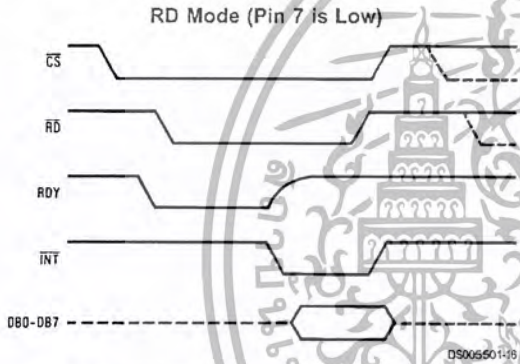 RD Mode (Pin 7 is Low)
CS
RD
RDY
INT
DB0-DB7
DS005501-16